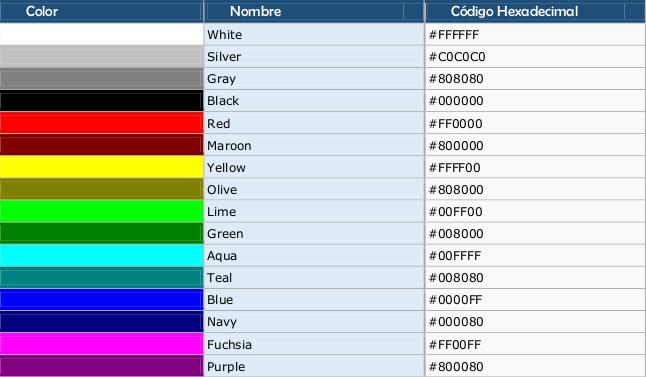 Color Nombre Código Hexadecimal
White #FFFFFF
Silver #C0C0C0
Gray #808080
Black #000000
Red #FF0000
Maroon #800000
Yellow #FFFF00
Olive #808000
Lime #00FF00
Green #008000
Aqua #00FFFF
Teal #008080
Blue #0000FF
Navy #000080
Fuchsia #FF00FF
Purple #800080